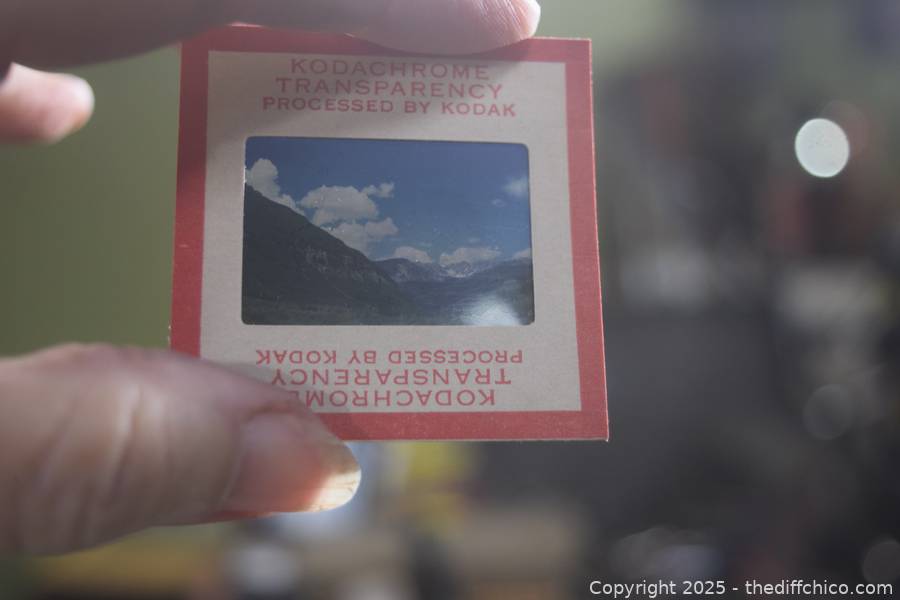 KODACHROME
TRANSPARENCY
PROCESSED BY KODAK
PROCESSED BY KODAK
TRANSPARENCY
KODACHROME
Copyright 2025 - thediffchico.com